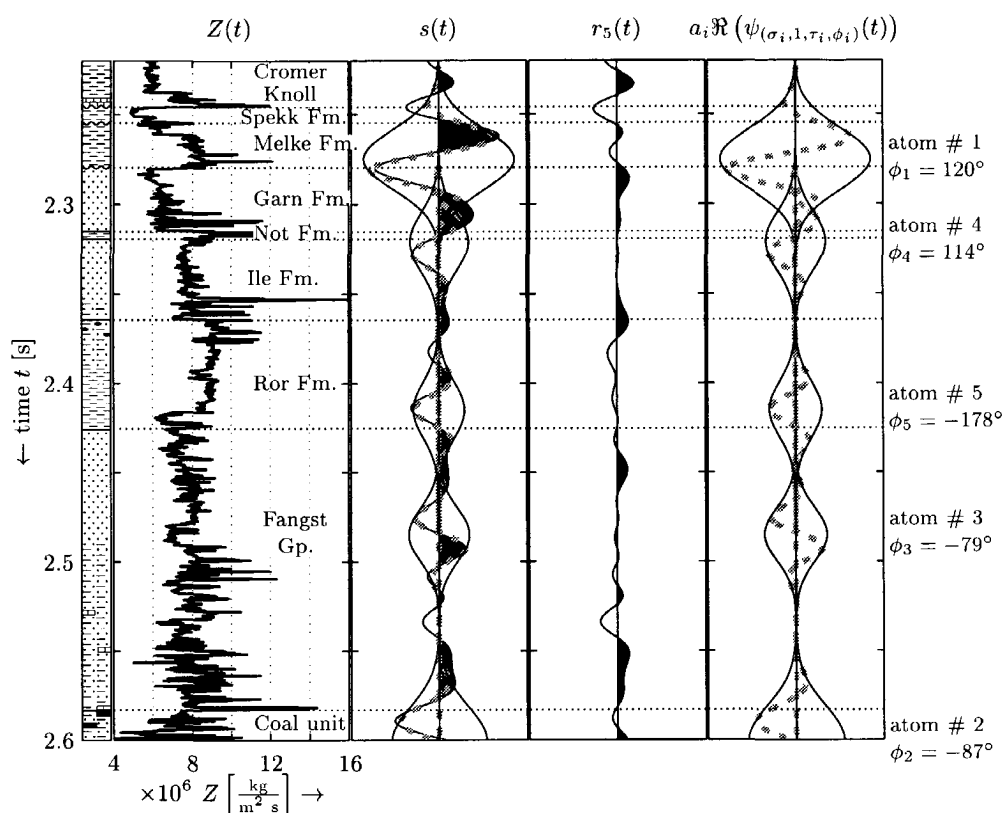 Z(t) s(t) r₅(t) aᵢℜ(ψ(σᵢ,1,τᵢ,φᵢ)(t))
Cromer
Knoll
Spekk Fm.
Melke Fm.
atom # 1
ϕ₁ = 120°
Garn Fm.
2.3
Not Fm.
atom # 4
ϕ₄ = 114°
Ile Fm.
← time t [s]
2.4
Ror Fm.
atom # 5
ϕ₅ = −178°
Fangst
Gp.
atom # 3
ϕ₃ = −79°
2.5
Coal unit
atom # 2
ϕ₂ = −87°
2.6
4 8 12 16
×10⁶ Z [kg/m² s] →